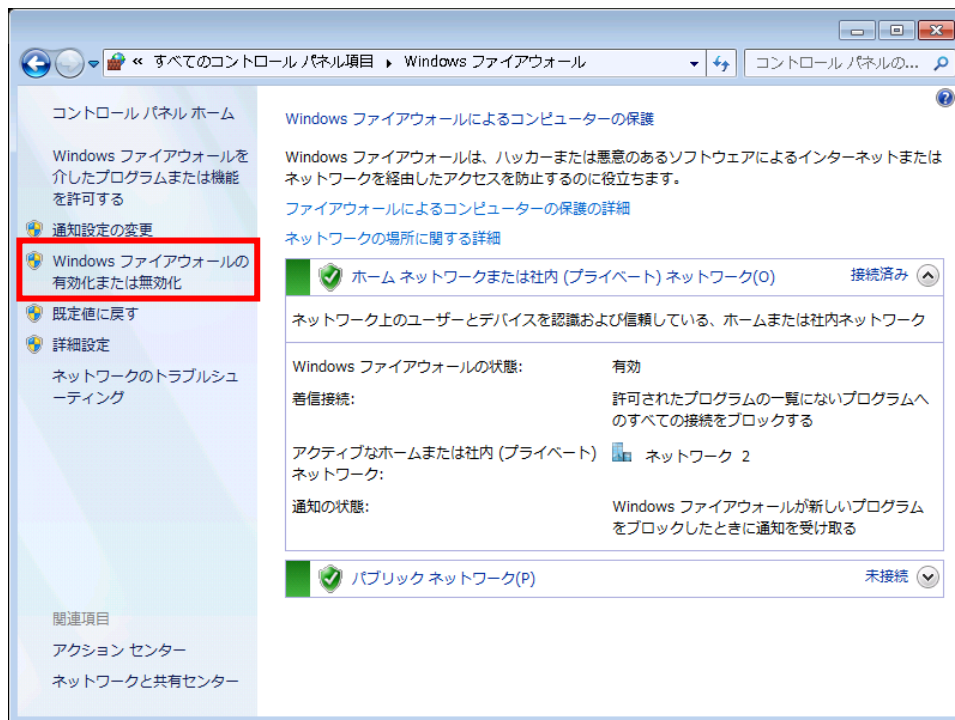 « すべてのコントロール パネル項目 ▸ Windows ファイアウォール
コントロール パネルの...
コントロール パネル ホーム
Windows ファイアウォールを
介したプログラムまたは機能
を許可する
通知設定の変更
Windows ファイアウォールの
有効化または無効化
既定値に戻す
詳細設定
ネットワークのトラブルシュ
ーティング
関連項目
アクション センター
ネットワークと共有センター
Windows ファイアウォールによるコンピューターの保護
Windows ファイアウォールは、ハッカーまたは悪意のあるソフトウェアによるインターネットまたは
ネットワークを経由したアクセスを防止するのに役立ちます。
ファイアウォールによるコンピューターの保護の詳細
ネットワークの場所に関する詳細
ホーム ネットワークまたは社内 (プライベート) ネットワーク(O) 接続済み
ネットワーク上のユーザーとデバイスを認識および信頼している、ホームまたは社内ネットワーク
Windows ファイアウォールの状態: 有効
着信接続: 許可されたプログラムの一覧にないプログラムへ
のすべての接続をブロックする
アクティブなホームまたは社内 (プライベート) ネットワーク 2
ネットワーク:
通知の状態: Windows ファイアウォールが新しいプログラム
をブロックしたときに通知を受け取る
パブリック ネットワーク(P) 未接続